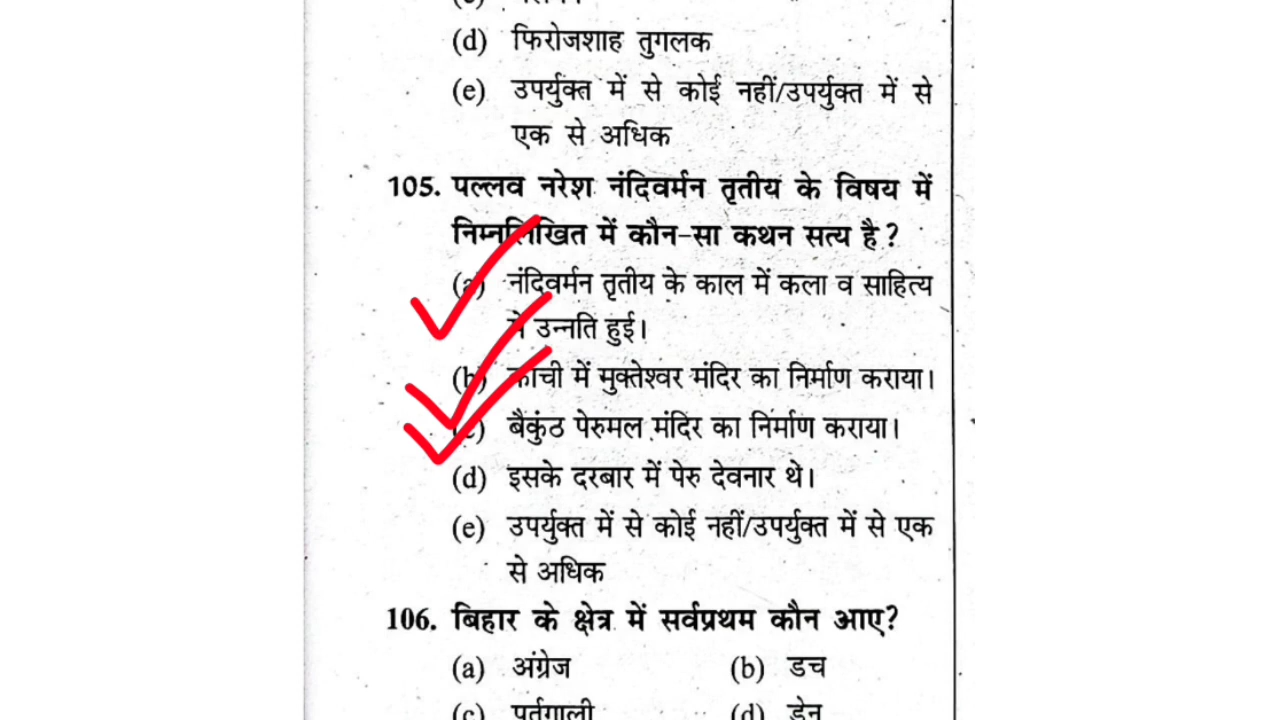 (d) फिरोजशाह तुगलक
(e) उपर्युक्त में से कोई नहीं/उपर्युक्त में से
एक से अधिक
105. पल्लव नरेश नंदिवर्मन तृतीय के विषय में
निम्नलिखित में कौन-सा कथन सत्य है?
(a) नंदिवर्मन तृतीय के काल में कला व साहित्य
में उन्नति हुई।
(b) कांची में मुक्तेश्वर मंदिर का निर्माण कराया।
(c) बैकुंठ पेरुमल मंदिर का निर्माण कराया।
(d) इसके दरबार में पेरु देवनार थे।
(e) उपर्युक्त में से कोई नहीं/उपर्युक्त में से एक
से अधिक
106. बिहार के क्षेत्र में सर्वप्रथम कौन आए?
(a) अंग्रेज (b) डच
(c) पुर्तगाली (d) डेन